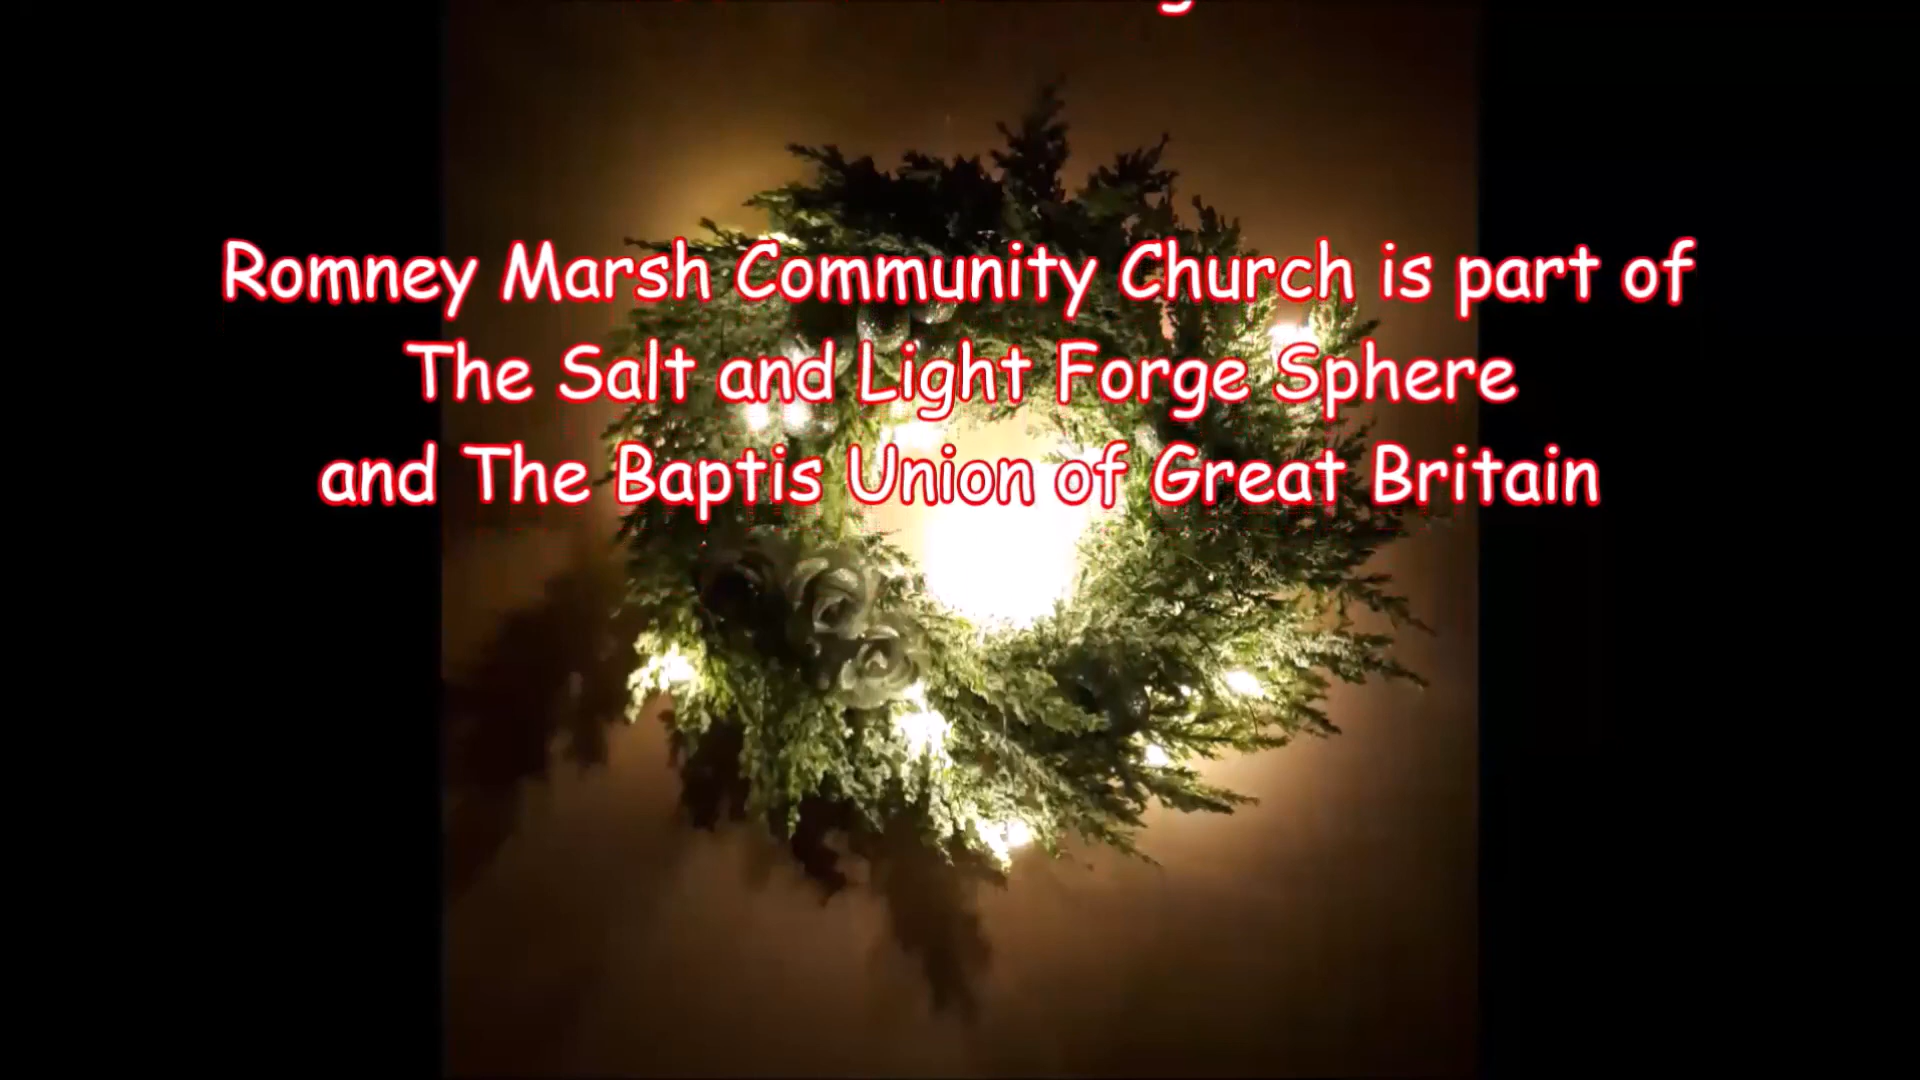 Romney Marsh Community Church is part of
The Salt and Light Forge Sphere
and The Baptis Union of Great Britain